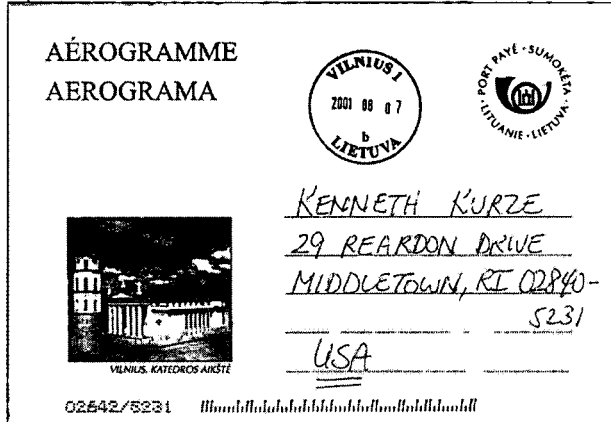 AÉROGRAMME
AEROGRAMA
VILNIUS 1
2001 08 07
b
LIETUVA
PORT PAYÉ · SUMOKĖTA
· LITUANIE · LIETUVA ·
KENNETH KURZE
29 REARDON DRIVE
MIDDLETOWN, RI 02840-
5231
USA
VILNIUS. KATEDROS AIKŠTĖ
02842/5231